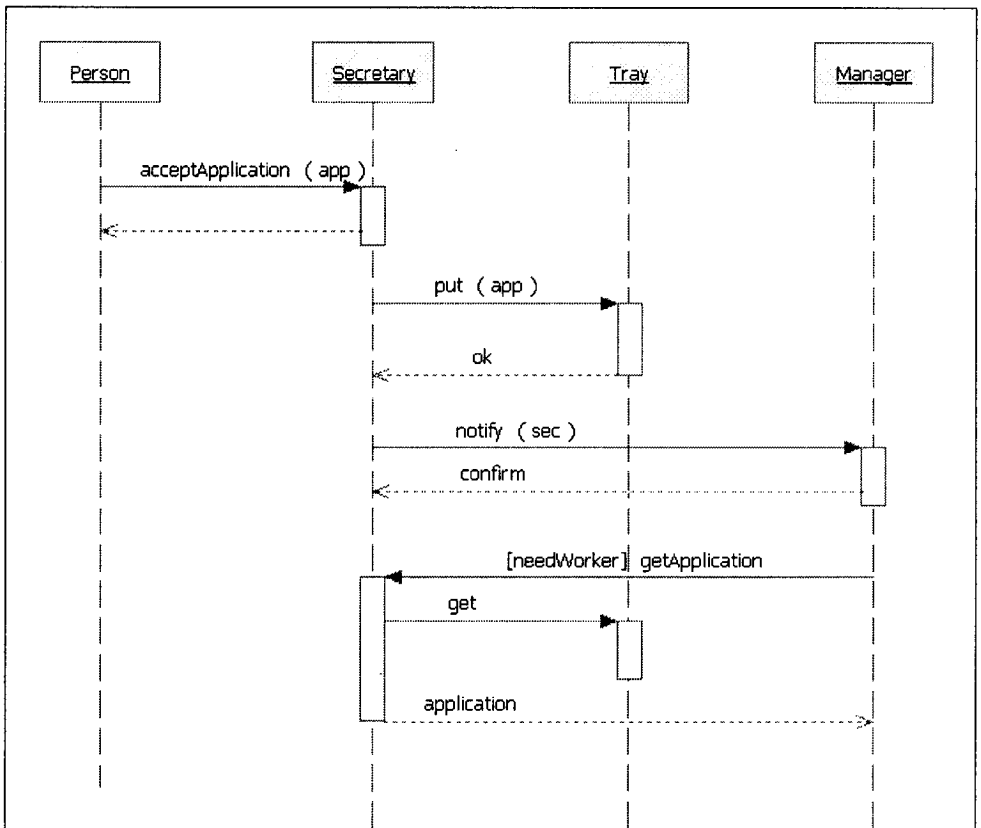 Person Secretary Tray Manager
acceptApplication ( app )
put ( app )
ok
notify ( sec )
confirm
[needWorker] getApplication
get
application